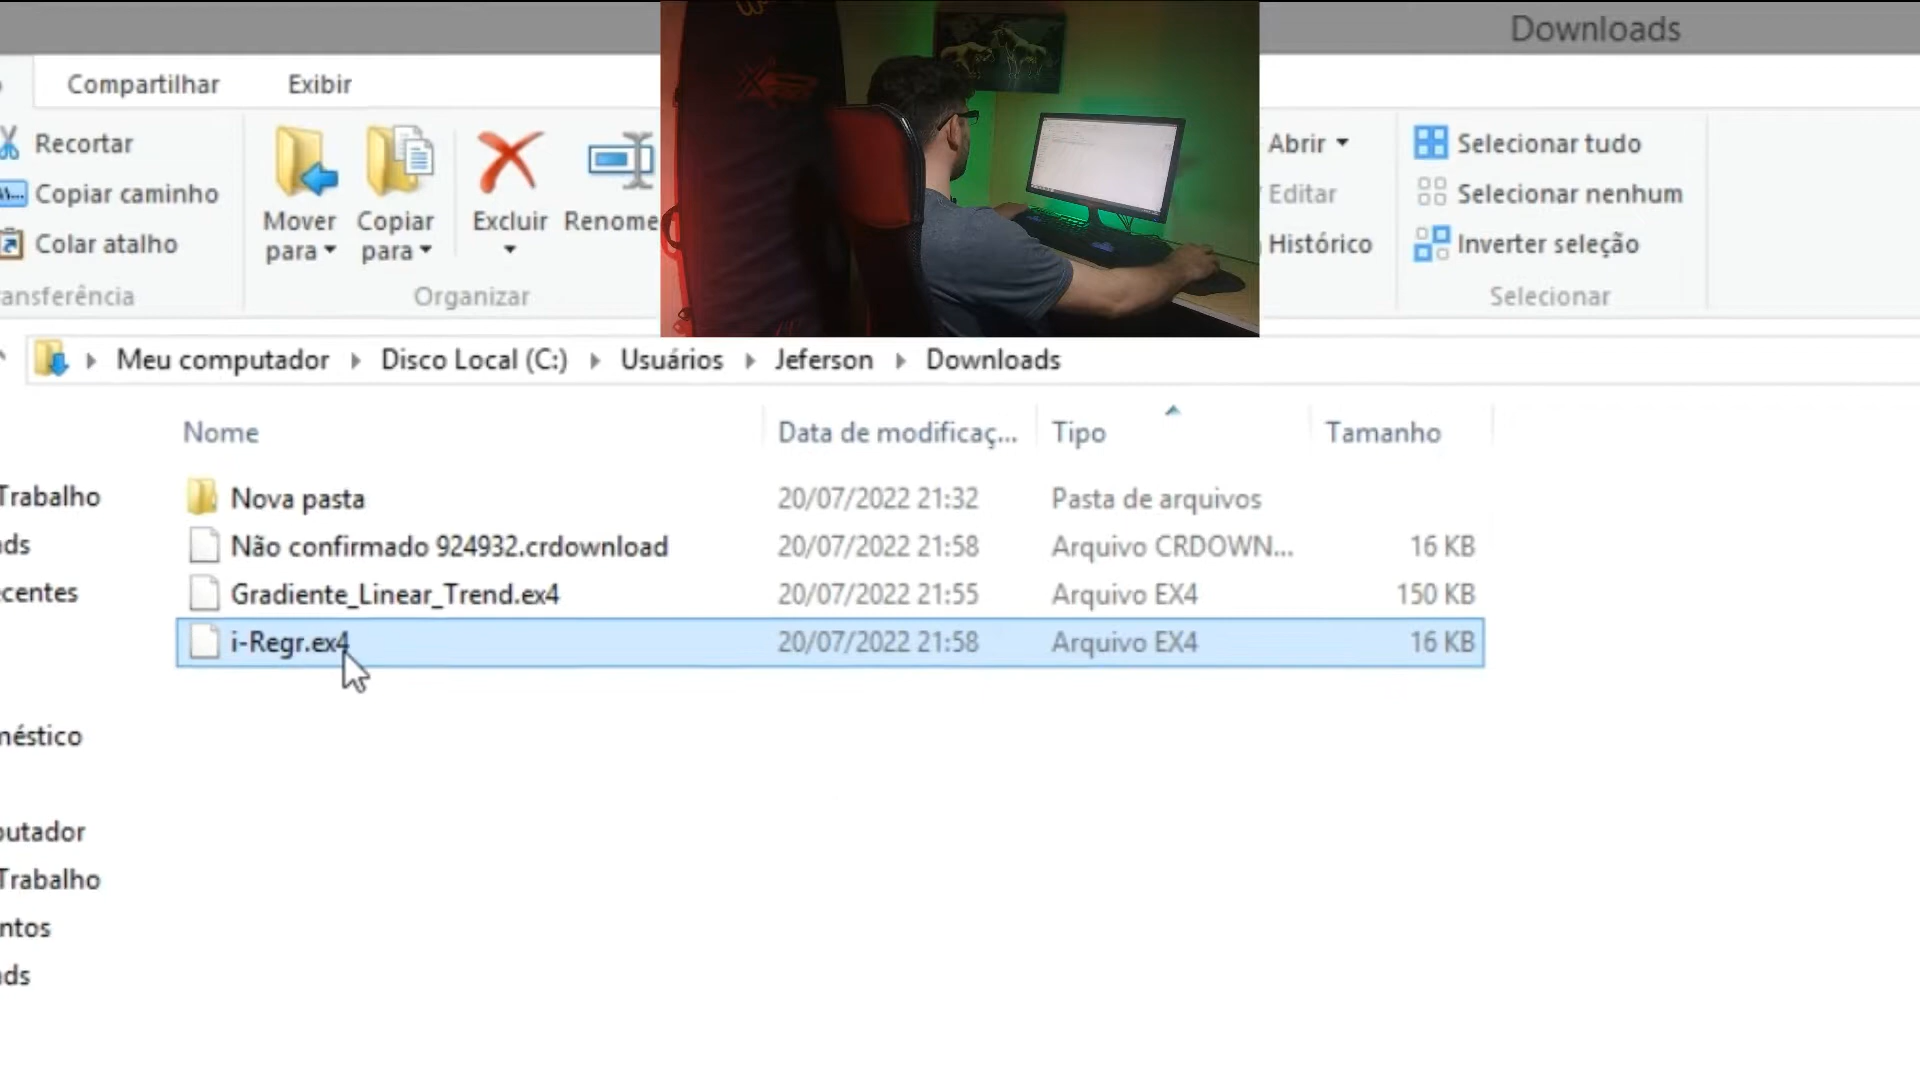 Downloads
Compartilhar Exibir
Recortar
Copiar caminho
Colar atalho
ansferência
Mover para
Copiar para
Excluir
Renome
Organizar
Abrir
Editar
Histórico
Selecionar tudo
Selecionar nenhum
Inverter seleção
Selecionar
Meu computador Disco Local (C:) Usuários Jeferson Downloads
Nome Data de modificaç... Tipo Tamanho
Nova pasta 20/07/2022 21:32 Pasta de arquivos
Não confirmado 924932.crdownload 20/07/2022 21:58 Arquivo CRDOWN... 16 KB
Gradiente_Linear_Trend.ex4 20/07/2022 21:55 Arquivo EX4 150 KB
i-Regr.ex4 20/07/2022 21:58 Arquivo EX4 16 KB
Trabalho
ads
ecentes
néstico
outador
Trabalho
ntos
ads